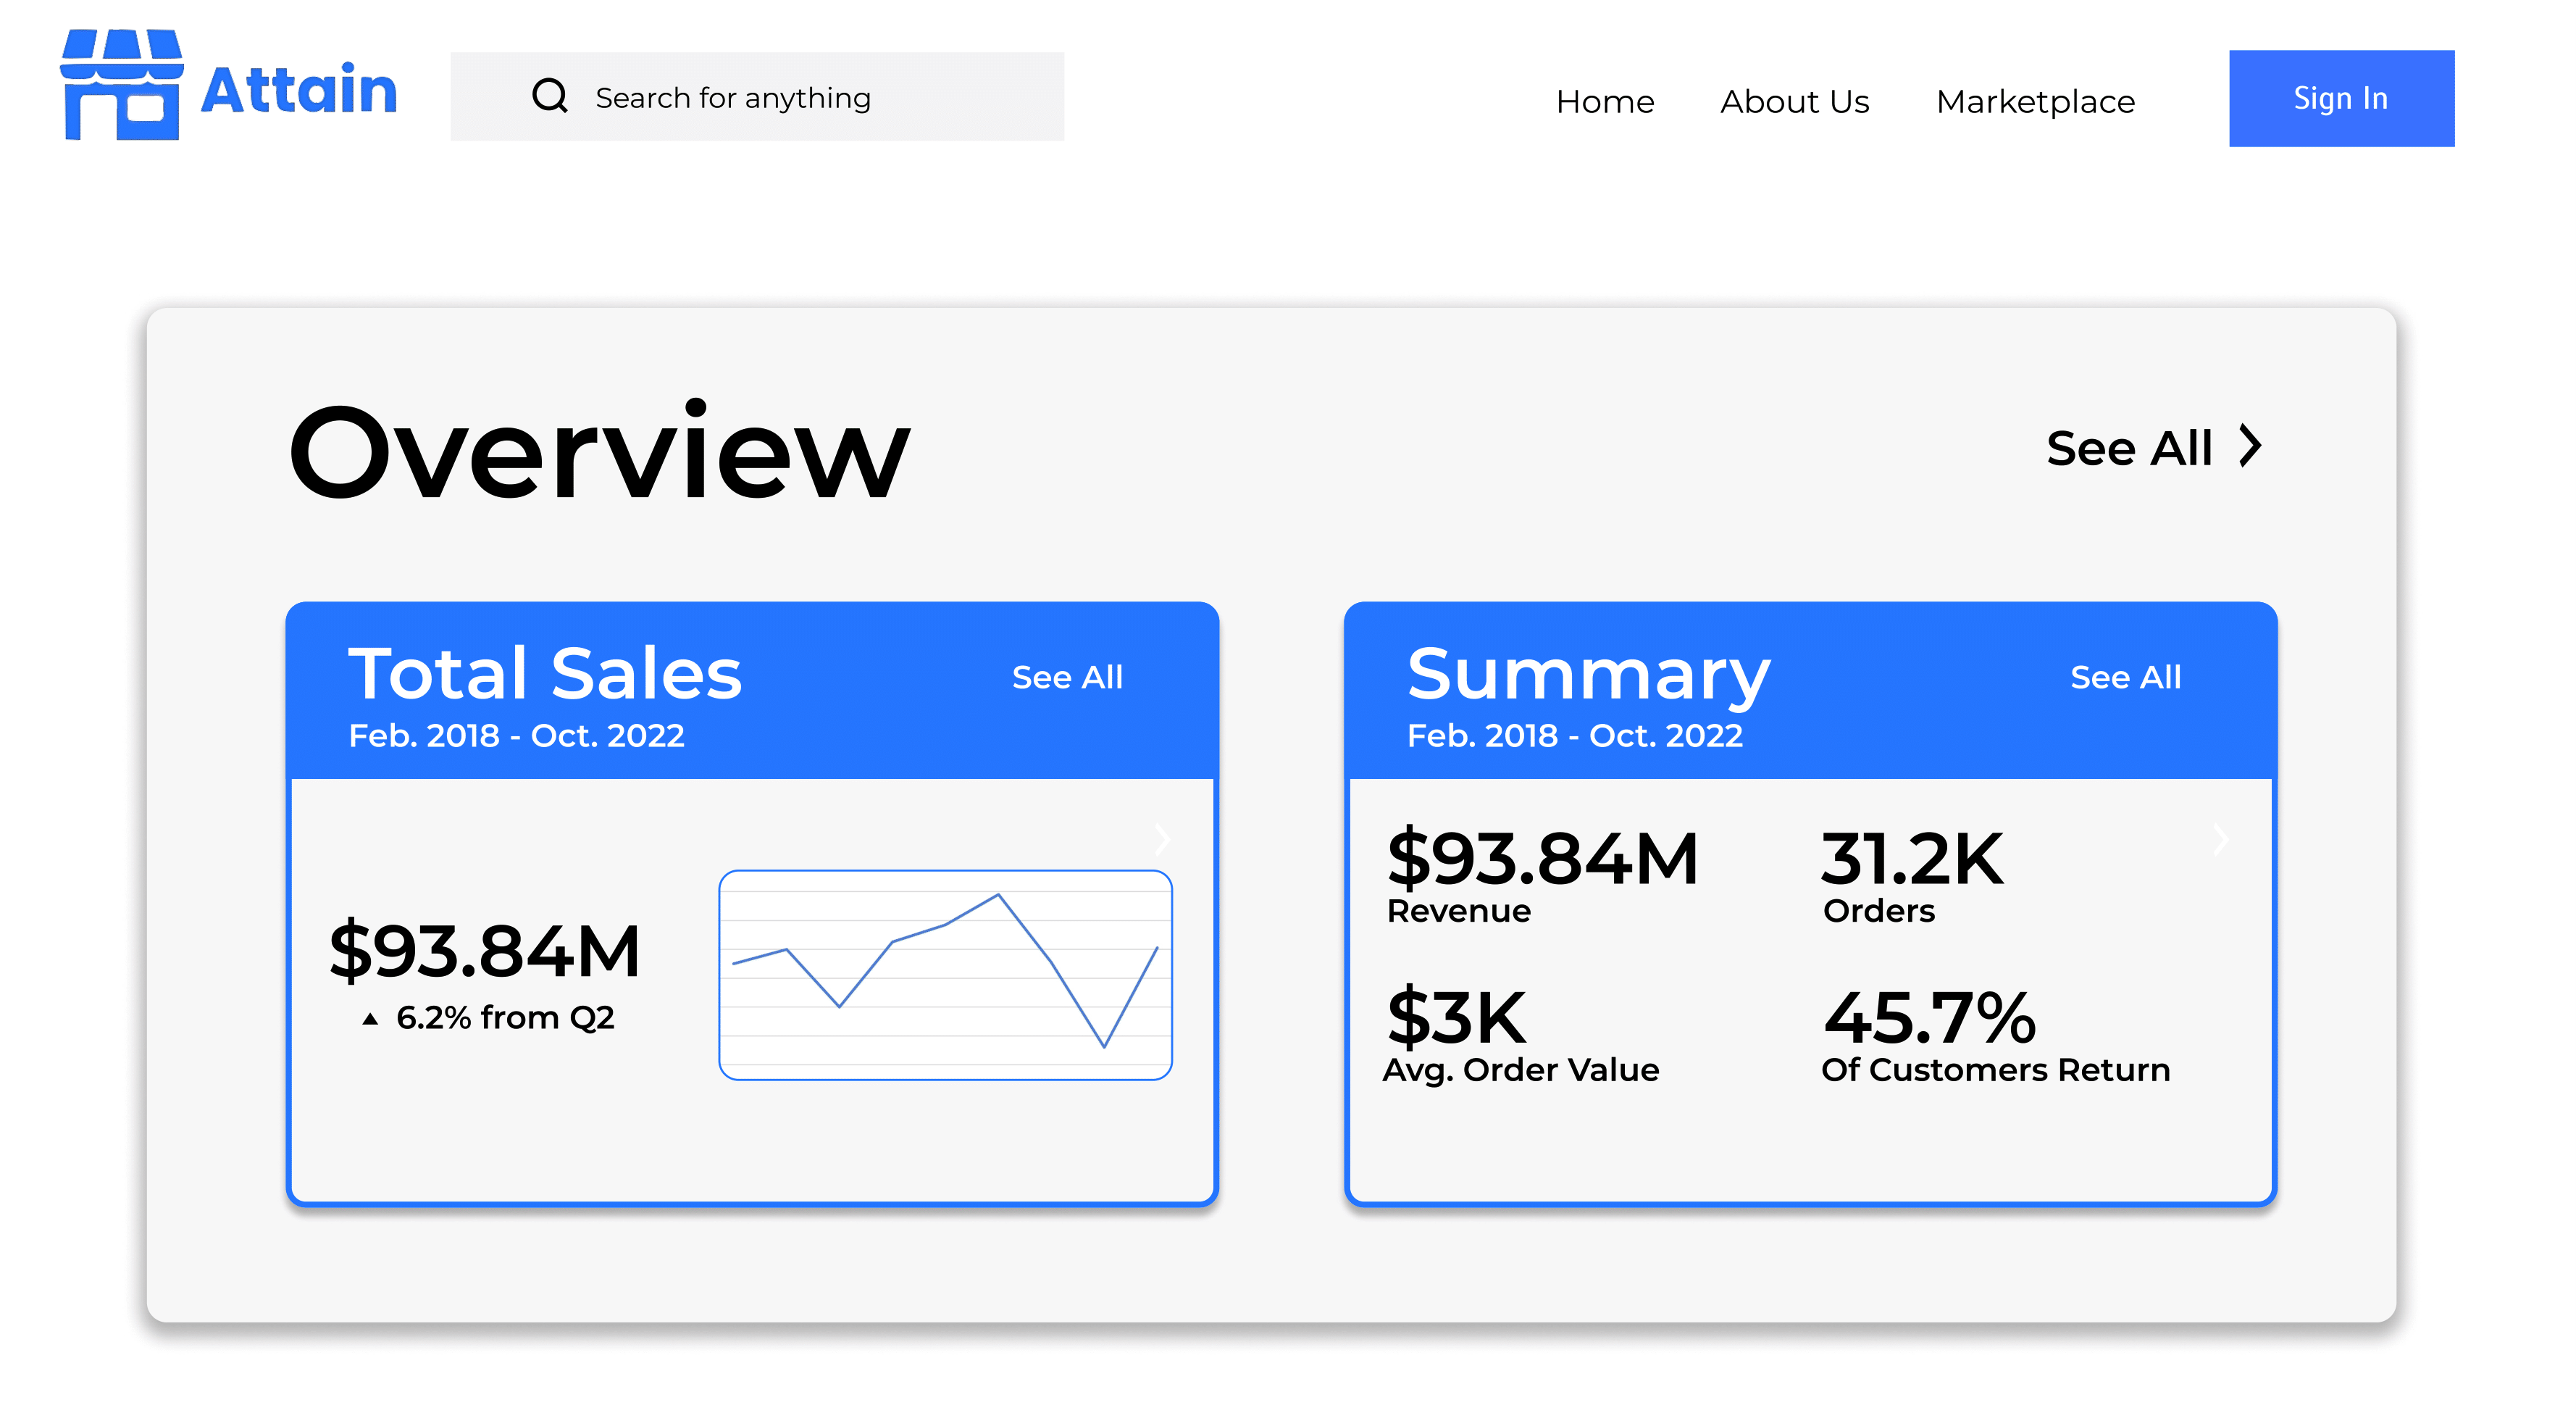 Attain
Search for anything
Home
About Us
Marketplace
Sign In
Overview
See All
Total Sales
See All
Feb. 2018 - Oct. 2022
$93.84M
6.2% from Q2
Summary
See All
Feb. 2018 - Oct. 2022
$93.84M
Revenue
31.2K
Orders
$3K
Avg. Order Value
45.7%
Of Customers Return